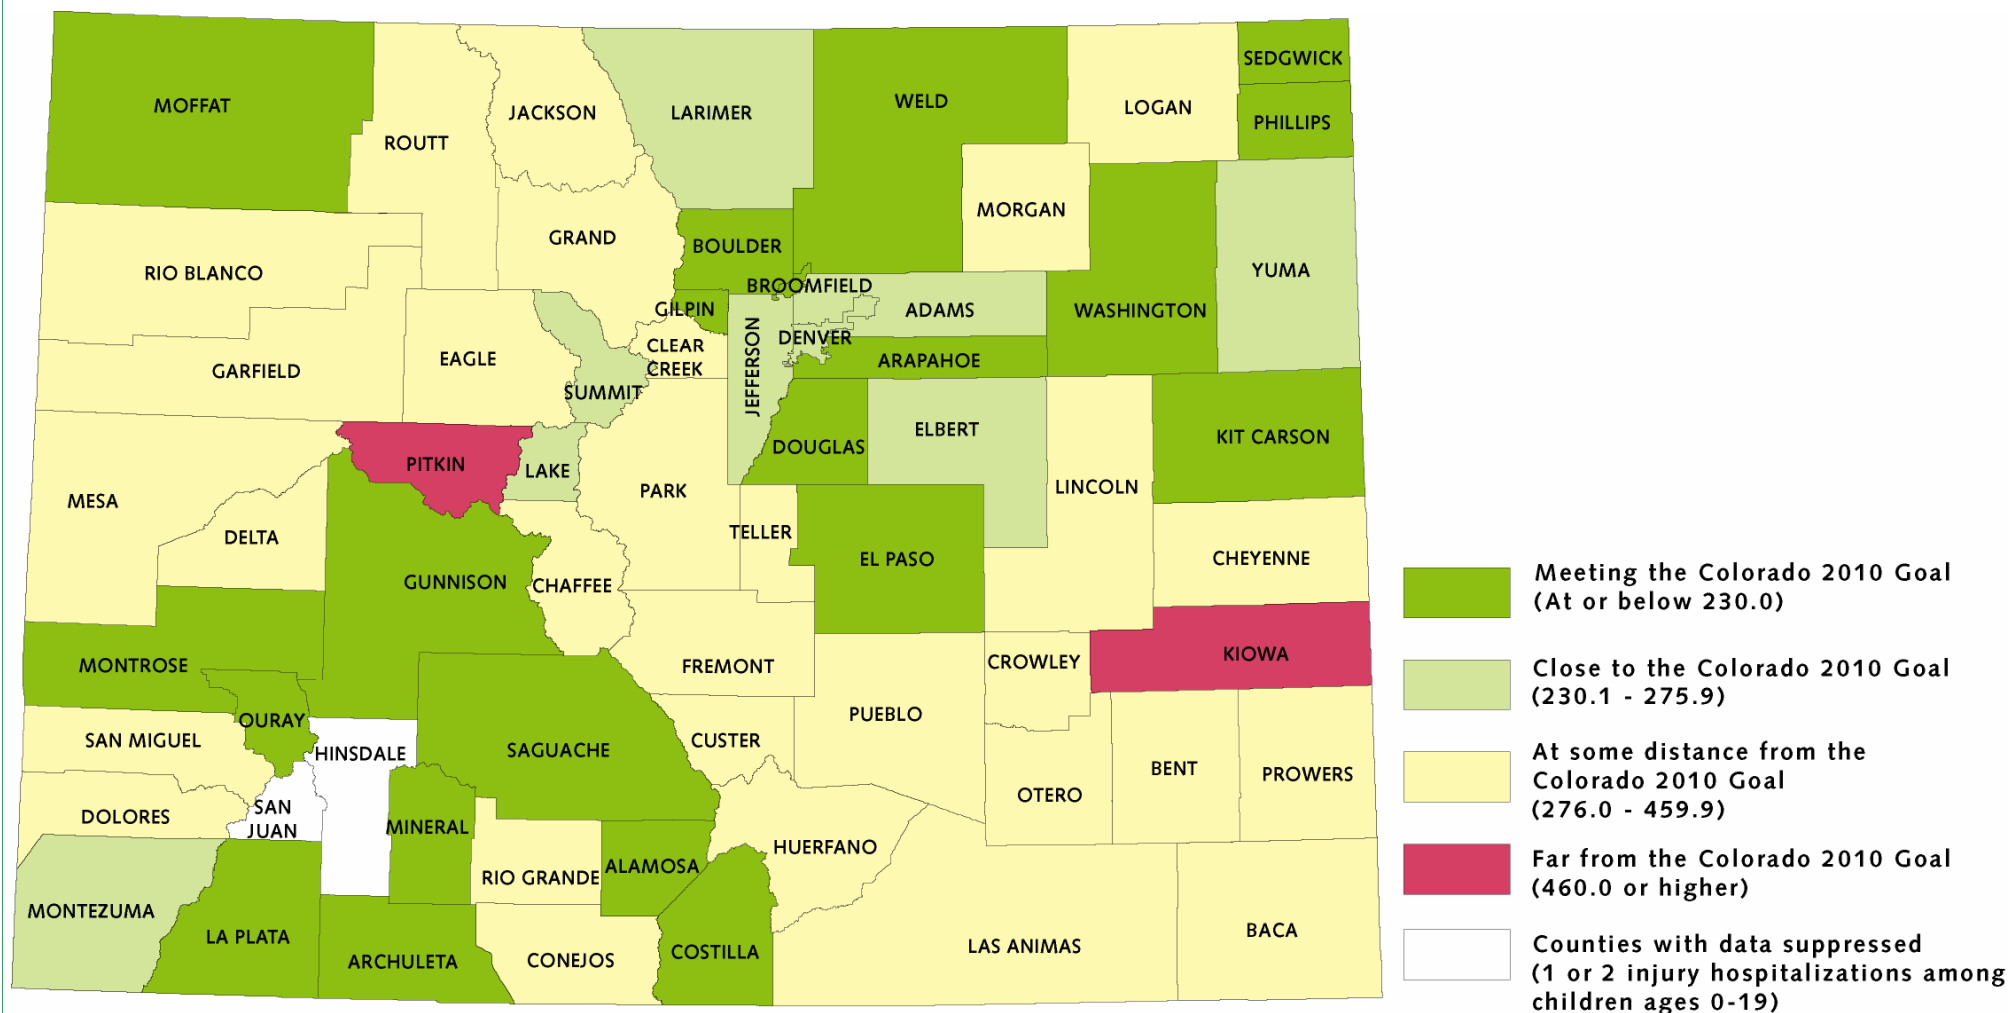 SEDGWICK
MOFFAT
WELD
LOGAN
JACKSON
LARIMER
PHILLIPS
ROUTT
MORGAN
GRAND
BOULDER
RIO BLANCO
YUMA
BROOMFIELD
GILPIN
ADAMS
WASHINGTON
DENVER
CLEAR
CREEK
EAGLE
ARAPAHOE
JEFFERSON
GARFIELD
SUMMIT
ELBERT
KIT CARSON
DOUGLAS
PITKIN
LAKE
LINCOLN
PARK
MESA
TELLER
DELTA
EL PASO
CHEYENNE
GUNNISON
CHAFFEE
KIOWA
CROWLEY
MONTROSE
FREMONT
PUEBLO
OURAY
SAN MIGUEL
CUSTER
SAGUACHE
HINSDALE
BENT
PROWERS
OTERO
SAN
JUAN
DOLORES
MINERAL
HUERFANO
ALAMOSA
RIO GRANDE
MONTEZUMA
BACA
LA PLATA
LAS ANIMAS
COSTILLA
ARCHULETA
CONEJOS
Meeting the Colorado 2010 Goal
(At or below 230.0)
Close to the Colorado 2010 Goal
(230.1 - 275.9)
At some distance from the
Colorado 2010 Goal
(276.0 - 459.9)
Far from the Colorado 2010 Goal
(460.0 or higher)
Counties with data suppressed
(1 or 2 injury hospitalizations among
children ages 0-19)